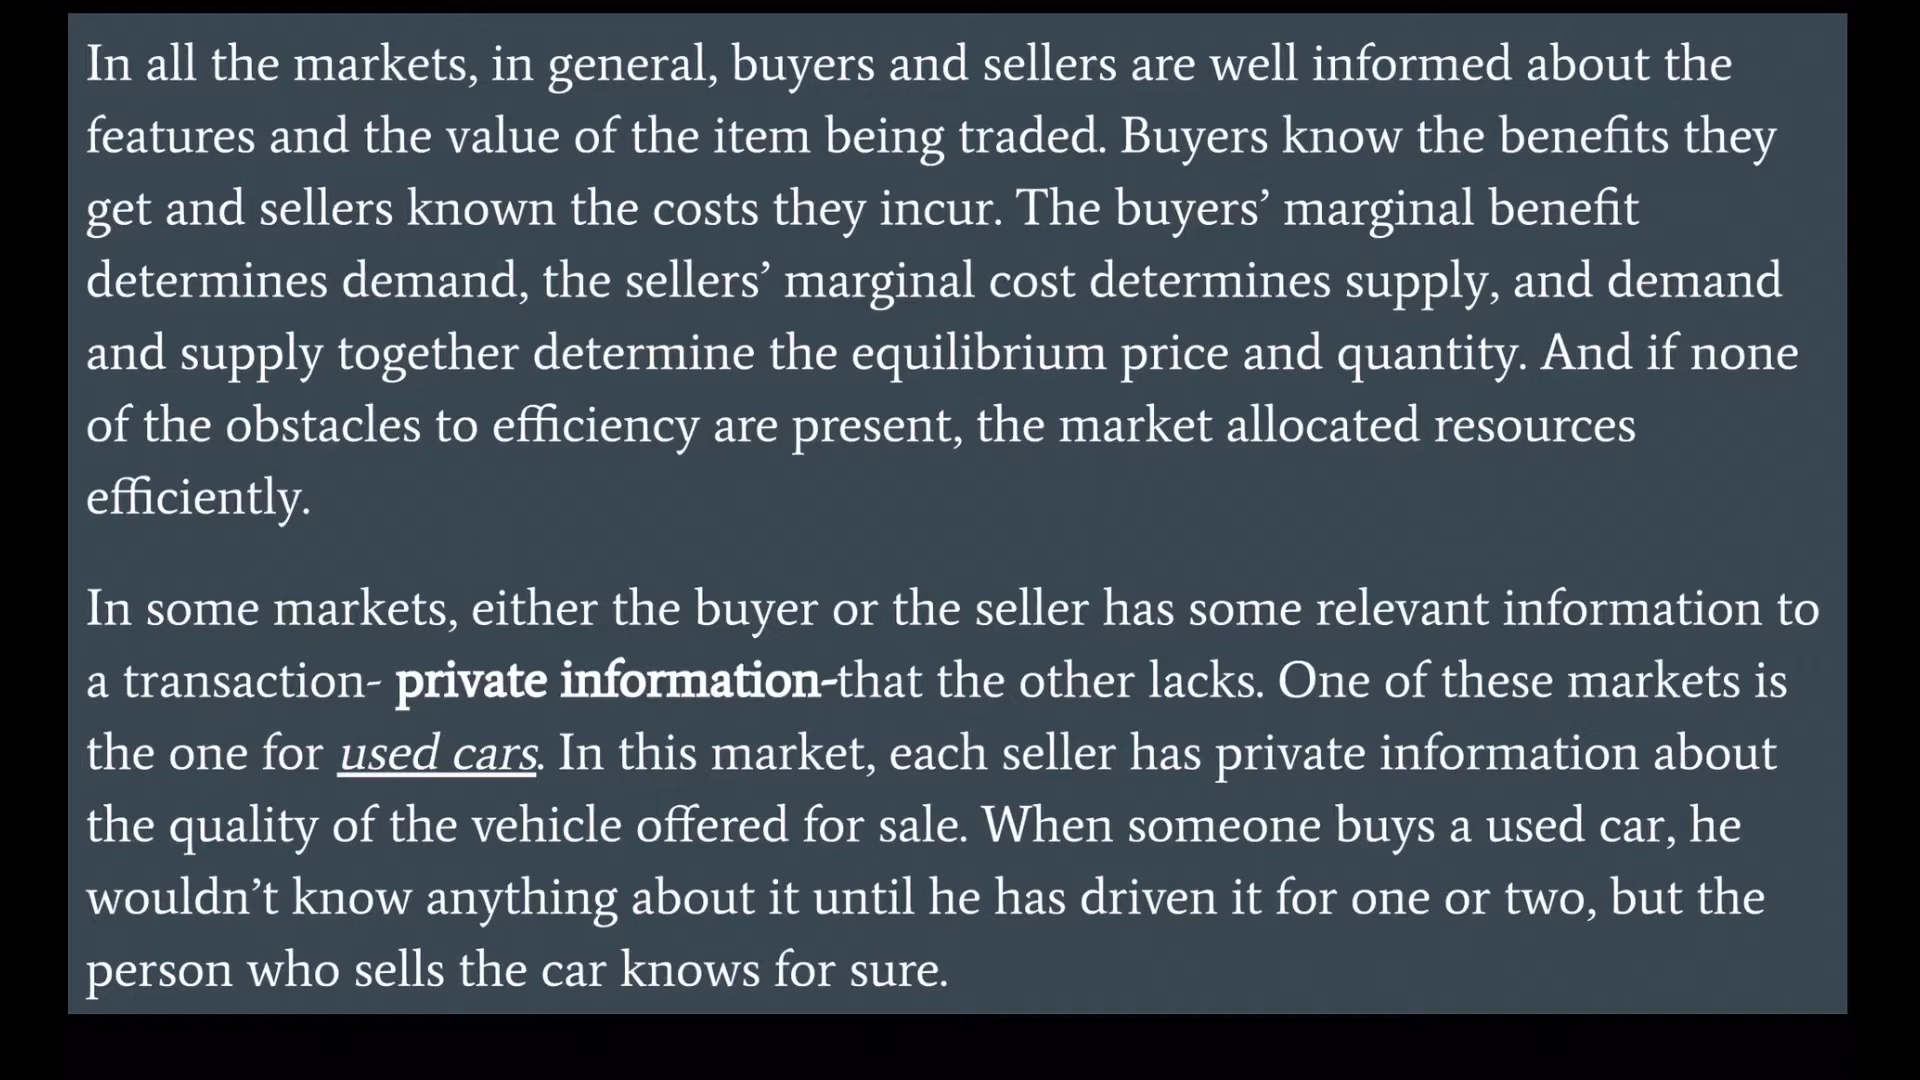 In all the markets, in general, buyers and sellers are well informed about the
features and the value of the item being traded. Buyers know the benefits they
get and sellers known the costs they incur. The buyers’ marginal benefit
determines demand, the sellers’ marginal cost determines supply, and demand
and supply together determine the equilibrium price and quantity. And if none
of the obstacles to efficiency are present, the market allocated resources
efficiently.
In some markets, either the buyer or the seller has some relevant information to
a transaction- private information-that the other lacks. One of these markets is
the one for used cars. In this market, each seller has private information about
the quality of the vehicle offered for sale. When someone buys a used car, he
wouldn’t know anything about it until he has driven it for one or two, but the
person who sells the car knows for sure.